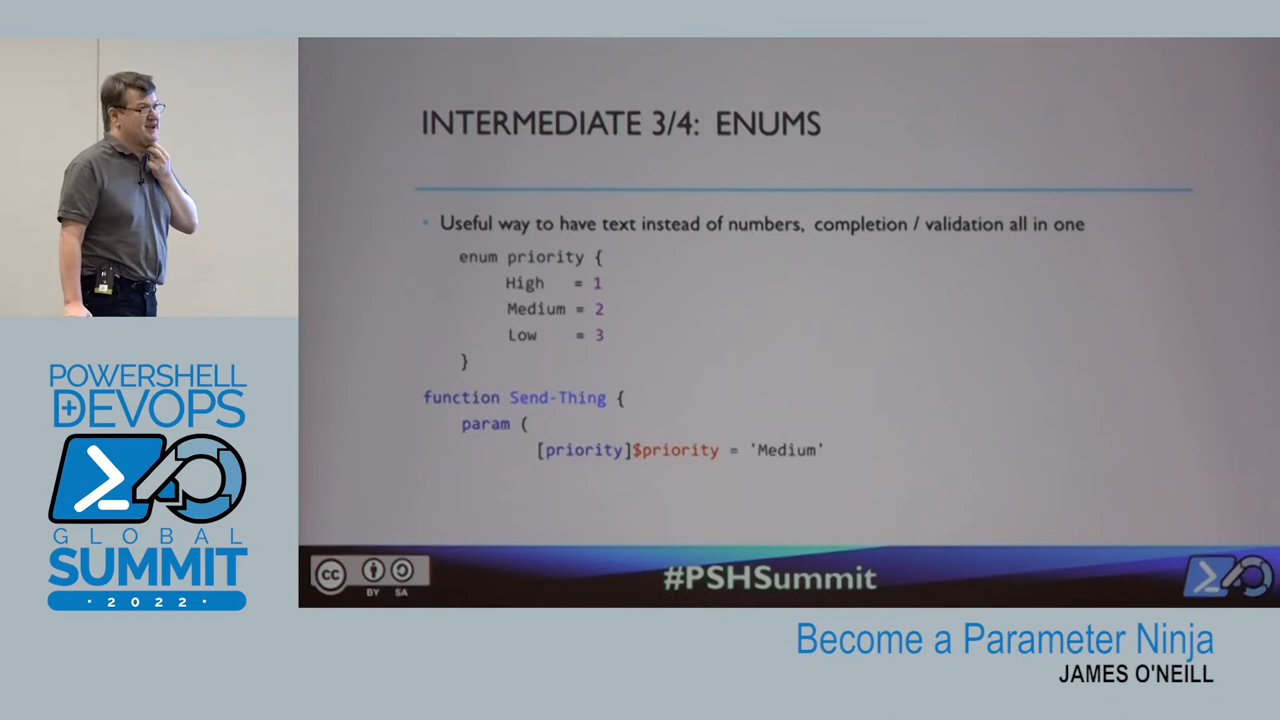 INTERMEDIATE 3/4: ENUMS
• Useful way to have text instead of numbers, completion / validation all in one
enum priority {
High = 1
Medium = 2
Low = 3
}
function Send-Thing {
param (
[priority]$priority = 'Medium'
cc
BY SA
#PSHSummit
POWERSHELL
DEVOPS
GLOBAL
SUMMIT
· 2022 ·
Become a Parameter Ninja
JAMES O'NEILL